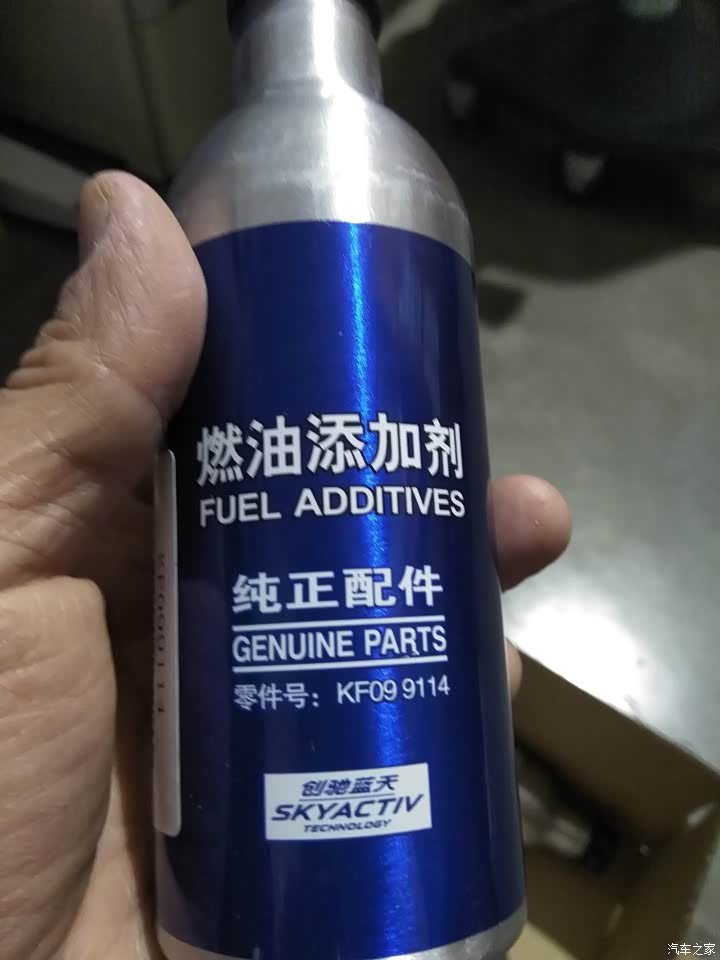 燃油添加剂
FUEL ADDITIVES
纯正配件
GENUINE PARTS
零件号：KF09 9114
创驰蓝天
SKYACTIV
TECHNOLOGY
汽车之家